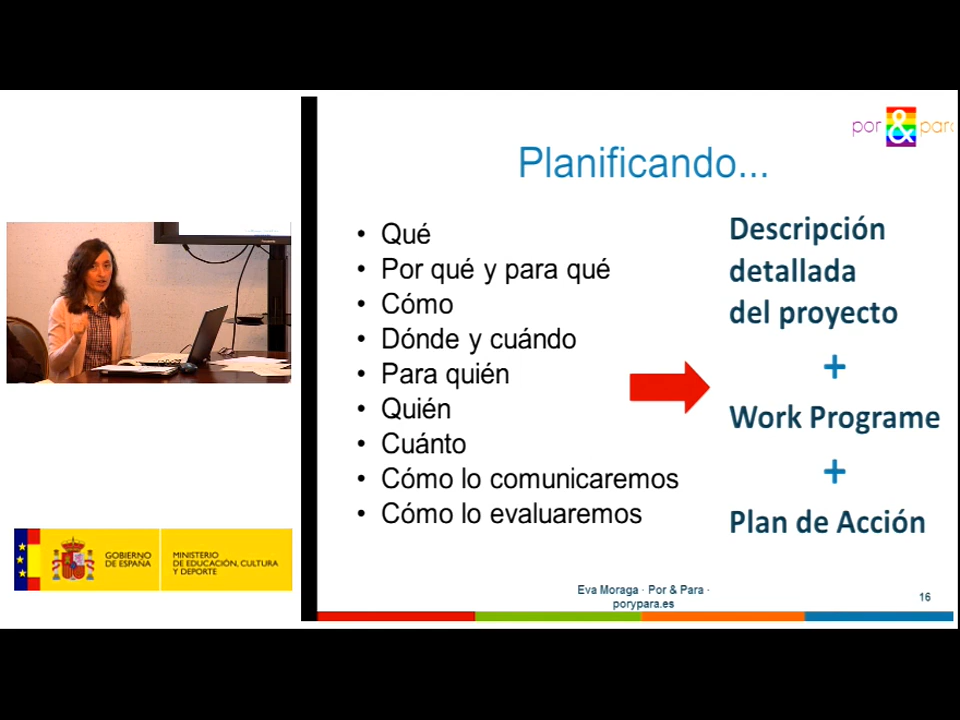 por & para
Planificando...
• Qué
• Por qué y para qué
• Cómo
• Dónde y cuándo
• Para quién
• Quién
• Cuánto
• Cómo lo comunicaremos
• Cómo lo evaluaremos
Descripción
detallada
del proyecto
+
Work Programe
+
Plan de Acción
GOBIERNO
DE ESPAÑA
MINISTERIO
DE EDUCACIÓN, CULTURA
Y DEPORTE
Eva Moraga · Por & Para ·
porypara.es
16